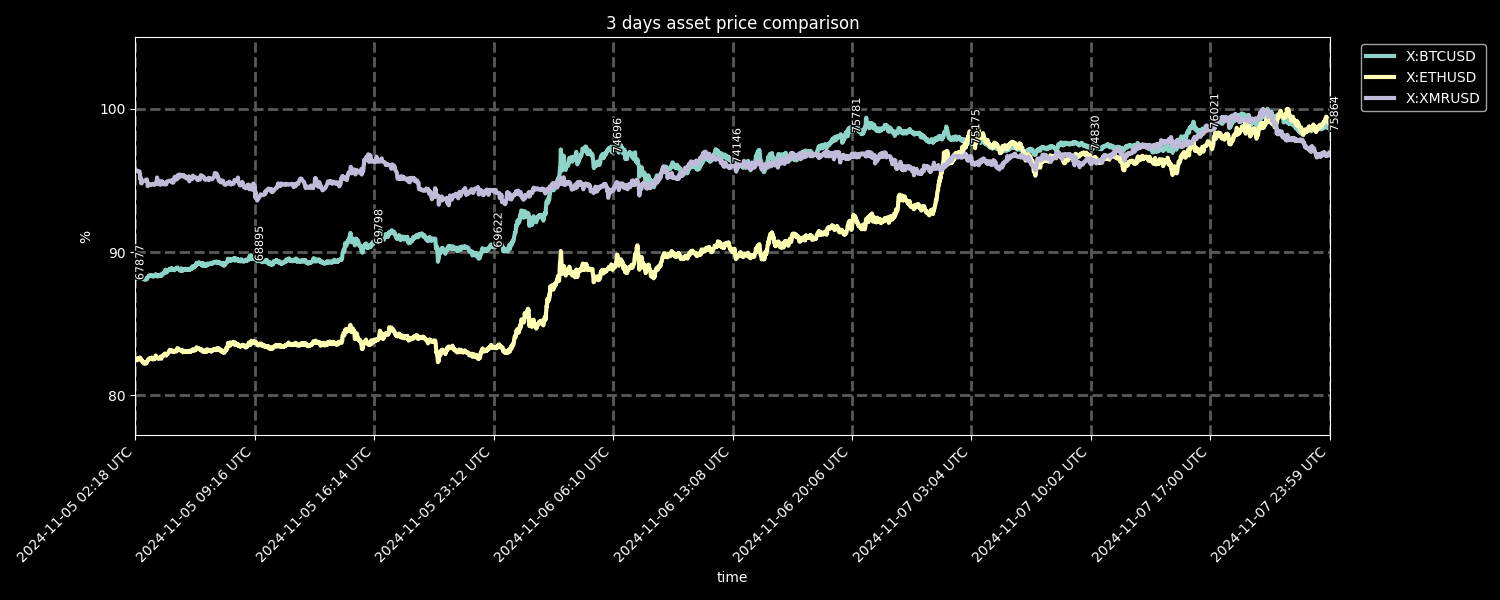 3 days asset price comparison
X:BTCUSD
X:ETHUSD
X:XMRUSD
100
90
80
%
67877
68895
69798
69622
74696
74146
75781
75175
74830
76021
75864
2024-11-05 02:18 UTC
2024-11-05 09:16 UTC
2024-11-05 16:14 UTC
2024-11-05 23:12 UTC
2024-11-06 06:10 UTC
2024-11-06 13:08 UTC
2024-11-06 20:06 UTC
2024-11-07 03:04 UTC
2024-11-07 10:02 UTC
2024-11-07 17:00 UTC
2024-11-07 23:59 UTC
time